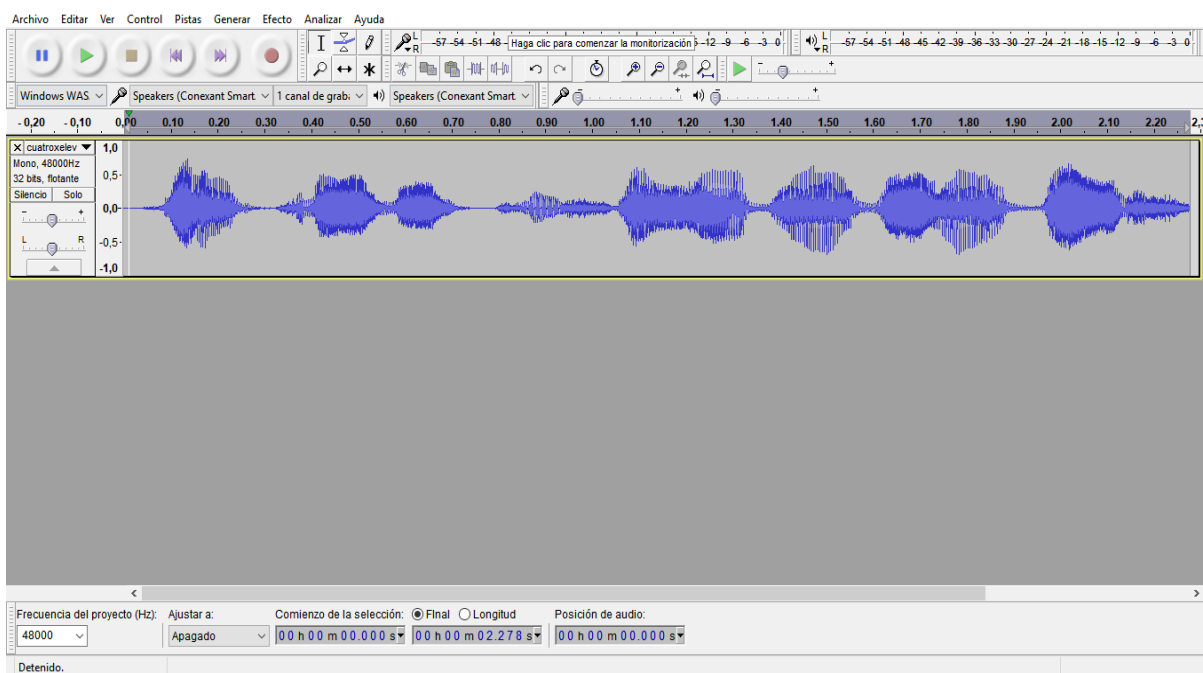 Archivo Editar Ver Control Pistas Generar Efecto Analizar Ayuda
L R -57 -54 -51 -48 Haga clic para comenzar la monitorización -12 -9 -6 -3 0 L R -57 -54 -51 -48 -45 -42 -39 -36 -33 -30 -27 -24 -21 -18 -15 -12 -9 -6 -3 0
- +
Windows WAS Speakers (Conexant Smart 1 canal de grab Speakers (Conexant Smart - + - +
- 0,20 - 0,10 0,00 0,10 0,20 0,30 0,40 0,50 0,60 0,70 0,80 0,90 1,00 1,10 1,20 1,30 1,40 1,50 1,60 1,70 1,80 1,90 2,00 2,10 2,20
X cuatroxelev 1,0
Mono, 48000Hz
32 bits, flotante 0,5
Silencio Solo
- + 0,0
L R -0,5
-1,0
Frecuencia del proyecto (Hz): Ajustar a: Comienzo de la selección: FInal Longitud Posición de audio:
48000 Apagado 00 h 00 m 00.000 s 00 h 00 m 02.278 s 00 h 00 m 00.000 s
Detenido.